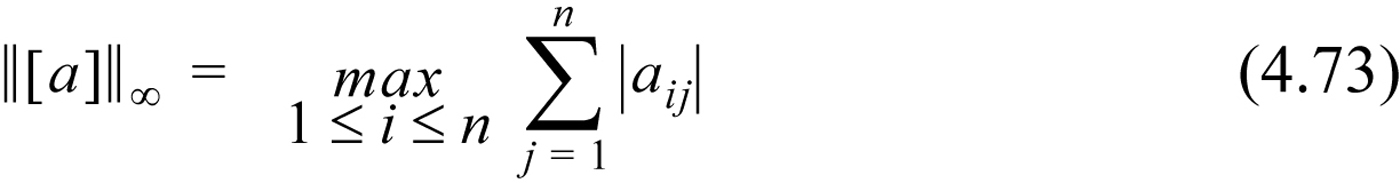 ‖[a]‖∞ = max 1 ≤ i ≤ n ∑ j = 1 n |aij| (4.73)